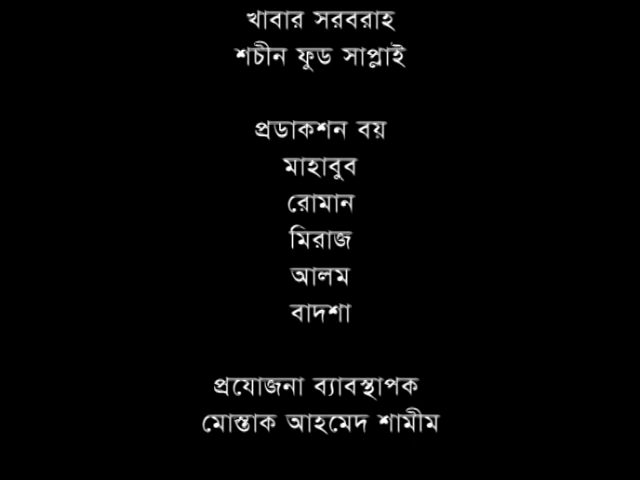 খাবার সরবরাহ
শচীন ফুড সাপ্লাই
প্রডাকশন বয়
মাহাবুব
রোমান
মিরাজ
আলম
বাদশা
প্রযোজনা ব্যাবস্থাপক
মোস্তাক আহমেদ শামীম